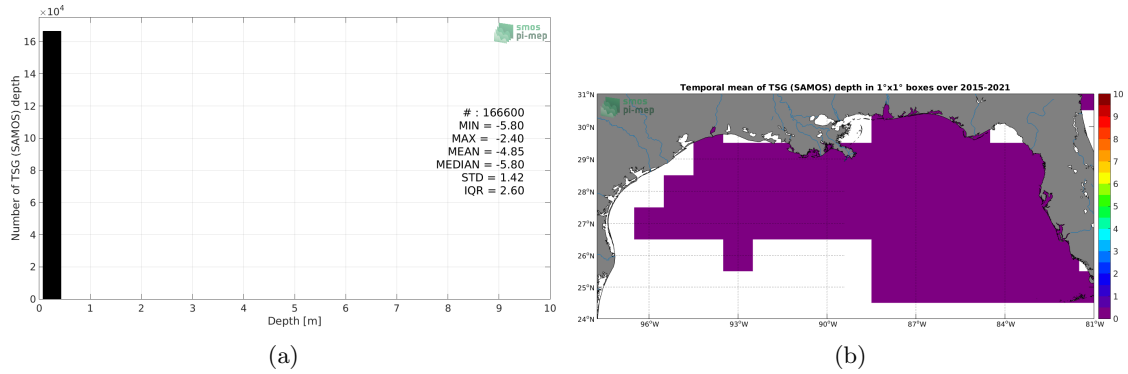 ×10⁴
16
14
12
10
8
6
4
2
0
Number of TSG (SAMOS) depth
smos
pi-mep
# : 166600
MIN = -5.80
MAX = -2.40
MEAN = -4.85
MEDIAN = -5.80
STD = 1.42
IQR = 2.60
0 1 2 3 4 5 6 7 8 9 10
Depth [m]
(a)
Temporal mean of TSG (SAMOS) depth in 1°x1° boxes over 2015-2021
smos
pi-mep
31°N
30°N
29°N
28°N
27°N
26°N
25°N
24°N
96°W 93°W 90°W 87°W 84°W 81°W
10
9
8
7
6
5
4
3
2
1
0
(b)